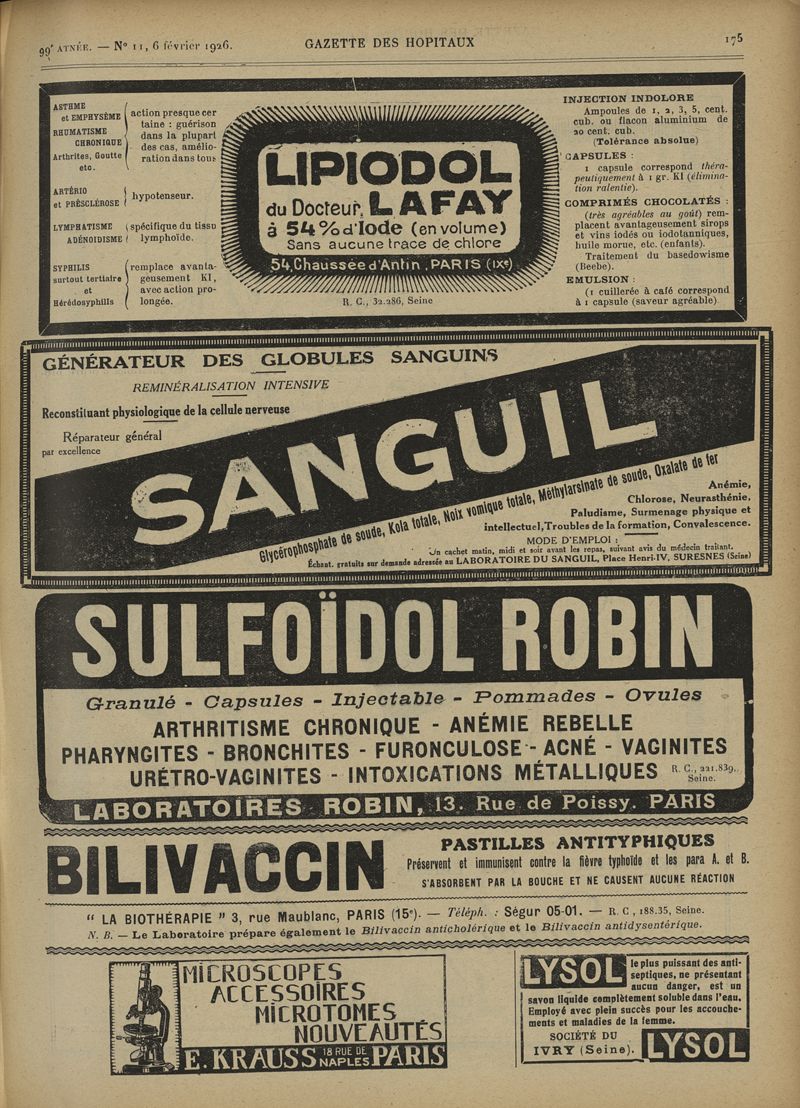 99e ATNÉE. — No 11, 6 février 1926.
GAZETTE DES HOPITAUX
175
ASTHME
et EMPHYSÈME
RHUMATISME
CHRONIQUE
Arthrites, Goutte
etc.
action presque cer
taine : guérison
dans la plupart
des cas, amélio-
ration dans tous
ARTÉRIO
et PRÉSCLÉROSE
hypotenseur.
LYMPHATISME
ADÉNOIDISME
spécifique du tissu
lymphoïde.
SYPHILIS
surtout tertiaire
et
Hérédosyphilis
remplace avanta-
geusement KI,
avec action pro-
longée.
LIPIODOL
du Docteur LAFAY
à 54 % d'Iode (en volume)
Sans aucune trace de chlore
54, Chaussée d'Antin, PARIS (IXe)
R. C., 32.286, Seine
INJECTION INDOLORE
Ampoules de 1, 2, 3, 5, cent.
cub. ou flacon aluminium de
20 cent. cub.
(Tolérance absolue)
CAPSULES :
1 capsule correspond théra-
peutiquement à 1 gr. KI (élimina-
tion ralentie).
COMPRIMÉS CHOCOLATÉS :
(très agréables au goût) rem-
placent avantageusement sirops
et vins iodés ou iodotanniques,
huile morue, etc. (enfants).
Traitement du basedowisme
(Beebe).
EMULSION :
(1 cuillerée à café correspond
à 1 capsule (saveur agréable)
GÉNÉRATEUR DES GLOBULES SANGUINS
REMINÉRALISATION INTENSIVE
Reconstituant physiologique de la cellule nerveuse
Réparateur général
par excellence
SANGUIL
Glycérophosphate de soude, Kola totale, Noix vomique totale, Méthylarsinate de soude, Oxalate de fer
Anémie,
Chlorose, Neurasthénie.
Paludisme, Surmenage physique et
intellectuel, Troubles de la formation, Convalescence.
MODE D'EMPLOI :
Un cachet matin, midi et soir avant les repas, suivant avis du médecin traitant.
Échant. gratuits sur demande adressée au LABORATOIRE DU SANGUIL, Place Henri-IV, SURESNES (Seine)
SULFOÏDOL ROBIN
Granulé - Capsules - Injectable - Pommades - Ovules
ARTHRITISME CHRONIQUE - ANÉMIE REBELLE
PHARYNGITES - BRONCHITES - FURONCULOSE - ACNÉ - VAGINITES
URÉTRO-VAGINITES - INTOXICATIONS MÉTALLIQUES R. C., 221.839, Seine.
LABORATOIRES ROBIN, 13. Rue de Poissy. PARIS
BILIVACCIN
PASTILLES ANTITYPHIQUES
Préservent et immunisent contre la fièvre typhoïde et les para A. et B.
S'ABSORBENT PAR LA BOUCHE ET NE CAUSENT AUCUNE RÉACTION
" LA BIOTHÉRAPIE " 3, rue Maublanc, PARIS (15e). — Téléph. : Ségur 05-01. — R. C, 188.35, Seine.
N. B. — Le Laboratoire prépare également le Bilivaccin anticholérique et le Bilivaccin antidysentérique.
MICROSCOPES
ACCESSOIRES
MICROTOMES
NOUVEAUTÉS
E. KRAUSS 18 RUE DE NAPLES PARIS
LYSOL
le plus puissant des anti-
septiques, ne présentant
aucun danger, est un
savon liquide complètement soluble dans l'eau.
Employé avec plein succès pour les accouche-
ments et maladies de la femme.
SOCIÉTÉ DU
IVRY (Seine).
LYSOL